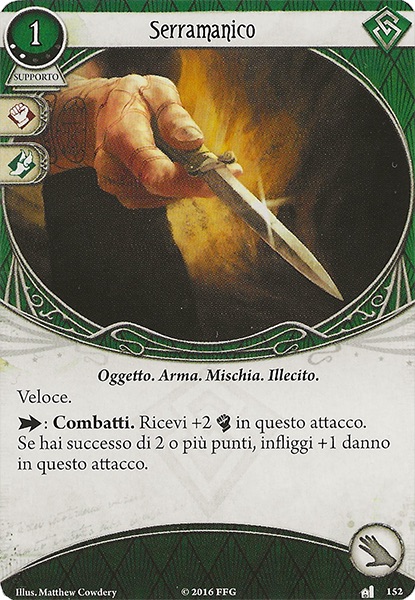 Serramanico
1
SUPPORTO
Oggetto. Arma. Mischia. Illecito.
Veloce.
: Combatti. Ricevi +2 in questo attacco.
Se hai successo di 2 o più punti, infliggi +1 danno
in questo attacco.
Illus. Matthew Cowdery © 2016 FFG 152